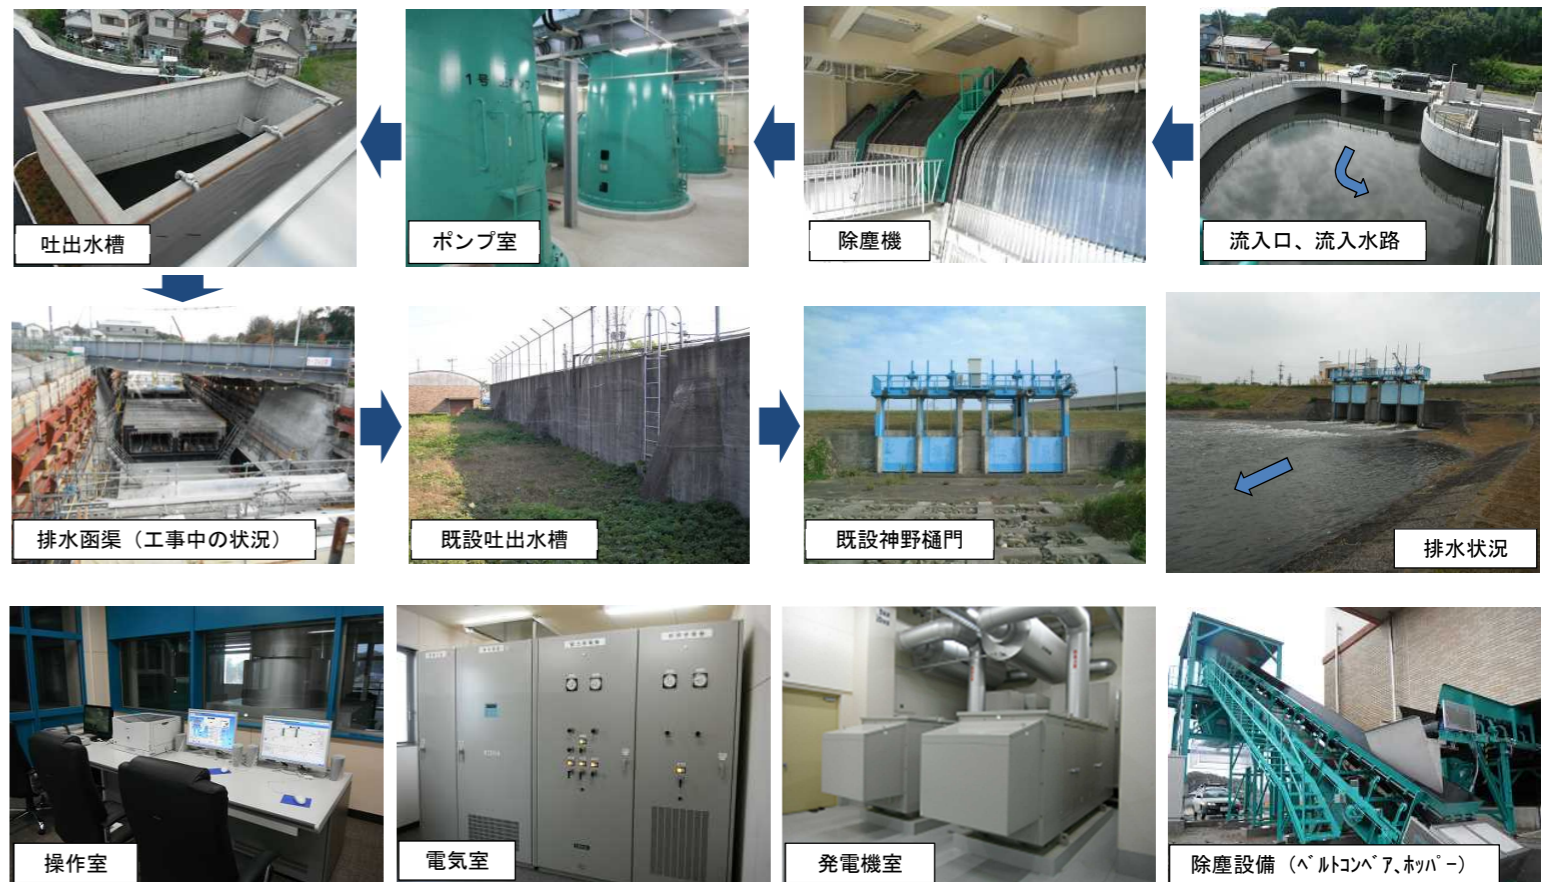 1号
吐出水槽
ポンプ室
除塵機
流入口、流入水路
排水函渠（工事中の状況）
既設吐出水槽
既設神野樋門
排水状況
操作室
電気室
発電機室
除塵設備（ﾍﾞﾙﾄｺﾝﾍﾞｱ､ﾎｯﾊﾟｰ）